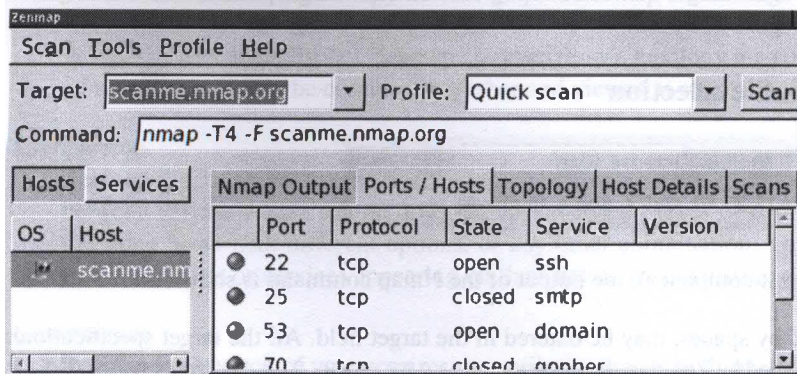 Zenmap
Scan Tools Profile Help
Target: scanme.nmap.org Profile: Quick scan Scan
Command: nmap -T4 -F scanme.nmap.org
Hosts Services Nmap Output Ports / Hosts Topology Host Details Scans
OS Host Port Protocol State Service Version
scanme.nm 22 tcp open ssh
25 tcp closed smtp
53 tcp open domain
70 tcp closed gopher